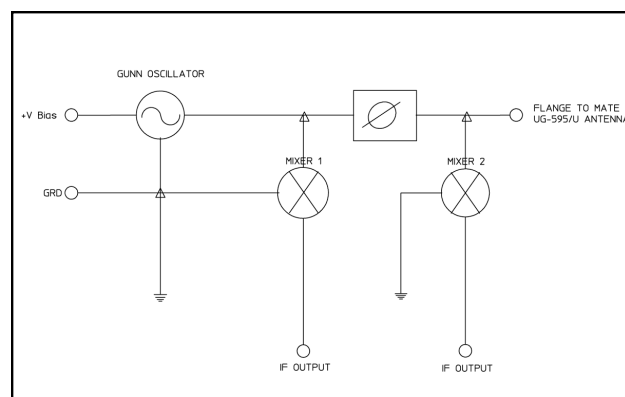 GUNN OSCILLATOR
+V Bias
FLANGE TO MATE
UG-595/U ANTENNA
MIXER 1
MIXER 2
GRD
IF OUTPUT
IF OUTPUT